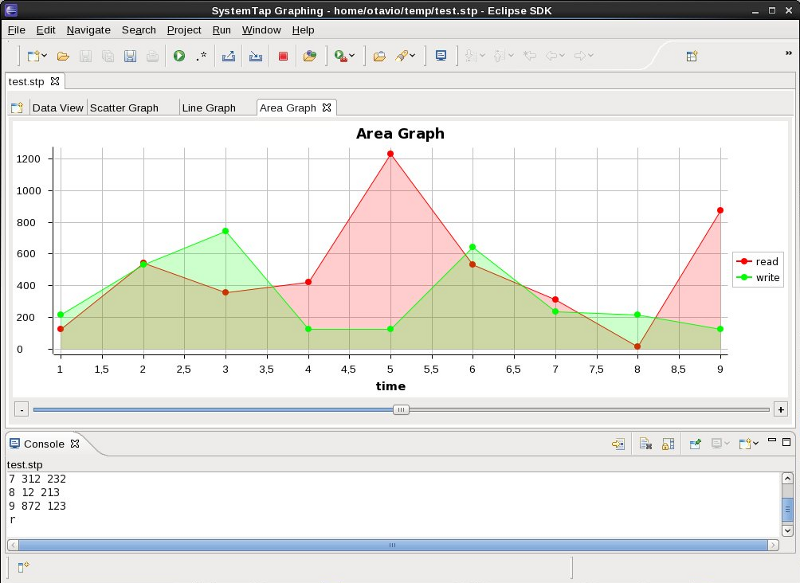 SystemTap Graphing - home/otavio/temp/test.stp - Eclipse SDK
File Edit Navigate Search Project Run Window Help
test.stp
Data View Scatter Graph Line Graph Area Graph
Area Graph
1200
1000
800
600
400
200
0
read
write
1 1,5 2 2,5 3 3,5 4 4,5 5 5,5 6 6,5 7 7,5 8 8,5 9
time
- +
Console
test.stp
7 312 232
8 12 213
9 872 123
r